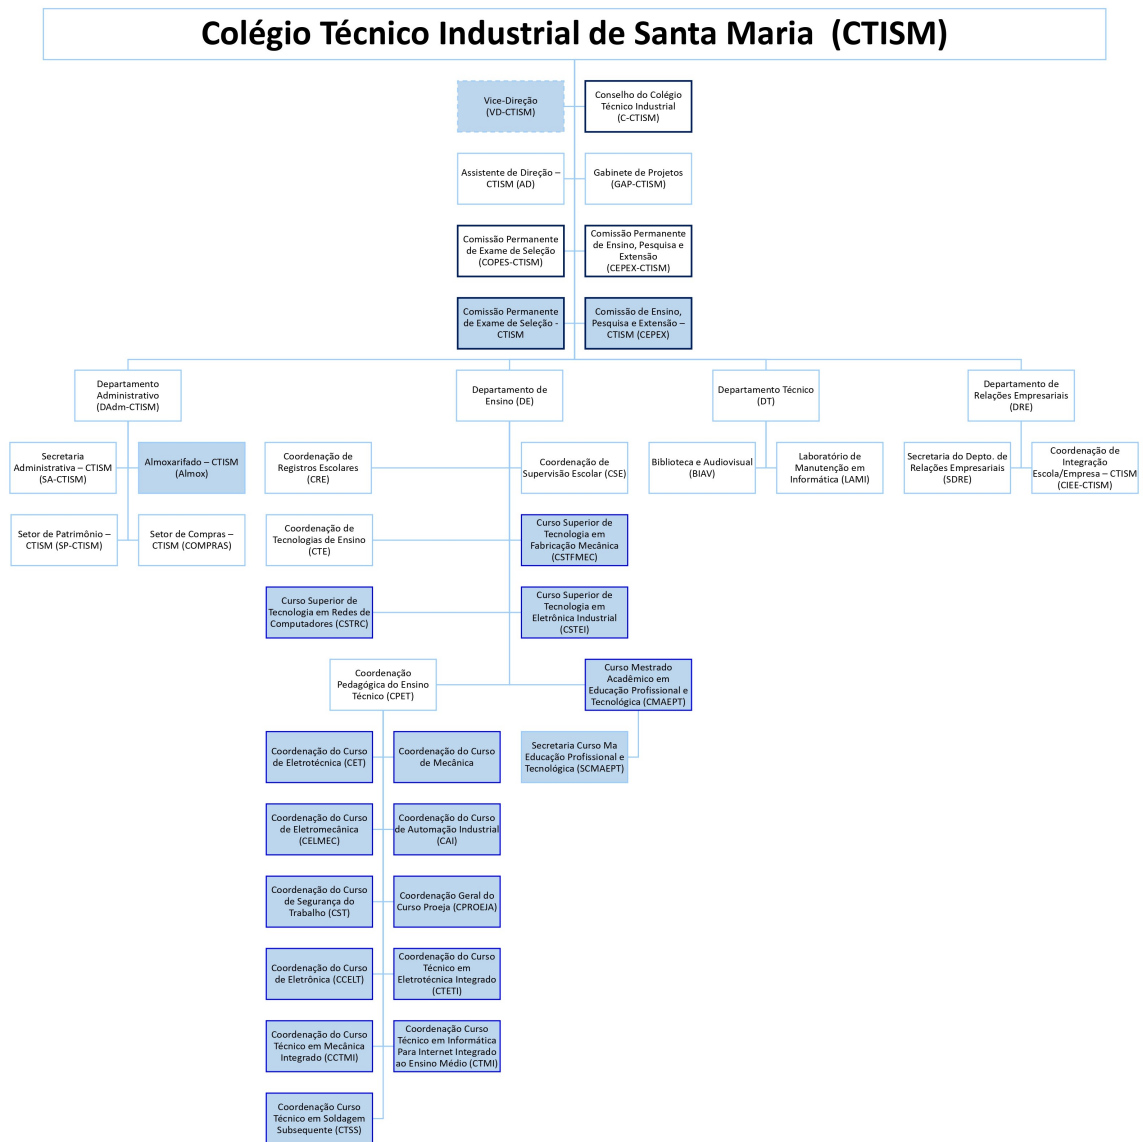 Colégio Técnico Industrial de Santa Maria  (CTISM)
Vice-Direção
(VD-CTISM)
Conselho do Colégio
Técnico Industrial
(C-CTISM)
Assistente de Direção –
CTISM (AD)
Gabinete de Projetos
(GAP-CTISM)
Comissão Permanente
de Exame de Seleção
(COPES-CTISM)
Comissão Permanente
de Ensino, Pesquisa e
Extensão
(CEPEX-CTISM)
Comissão Permanente
de Exame de Seleção -
CTISM
Comissão de Ensino,
Pesquisa e Extensão –
CTISM (CEPEX)
Departamento
Administrativo
(DAdm-CTISM)
Departamento de
Ensino (DE)
Departamento Técnico
(DT)
Departamento de
Relações Empresariais
(DRE)
Secretaria
Administrativa – CTISM
(SA-CTISM)
Almoxarifado – CTISM
(Almox)
Coordenação de
Registros Escolares
(CRE)
Coordenação de
Supervisão Escolar (CSE)
Biblioteca e Audiovisual
(BIAV)
Laboratório de
Manutenção em
Informática (LAMI)
Secretaria do Depto. de
Relações Empresariais
(SDRE)
Coordenação de
Integração
Escola/Empresa – CTISM
(CIEE-CTISM)
Setor de Patrimônio –
CTISM (SP-CTISM)
Setor de Compras –
CTISM (COMPRAS)
Coordenação de
Tecnologias de Ensino
(CTE)
Curso Superior de
Tecnologia em
Fabricação Mecânica
(CSTFMEC)
Curso Superior de
Tecnologia em Redes de
Computadores (CSTRC)
Curso Superior de
Tecnologia em
Eletrônica Industrial
(CSTEI)
Coordenação
Pedagógica do Ensino
Técnico (CPET)
Curso Mestrado
Acadêmico em
Educação Profissional e
Tecnológica (CMAEPT)
Coordenação do Curso
de Eletrotécnica (CET)
Coordenação do Curso
de Mecânica
Secretaria Curso Ma
Educação Profissional e
Tecnológica (SCMAEPT)
Coordenação do Curso
de Eletromecânica
(CELMEC)
Coordenação do Curso
de Automação Industrial
(CAI)
Coordenação do Curso
de Segurança do
Trabalho (CST)
Coordenação Geral do
Curso Proeja (CPROEJA)
Coordenação do Curso
de Eletrônica (CCELT)
Coordenação do Curso
Técnico em
Eletrotécnica Integrado
(CTETI)
Coordenação do Curso
Técnico em Mecânica
Integrado (CCTMI)
Coordenação Curso
Técnico em Informática
Para Internet Integrado
ao Ensino Médio (CTMI)
Coordenação Curso
Técnico em Soldagem
Subsequente (CTSS)